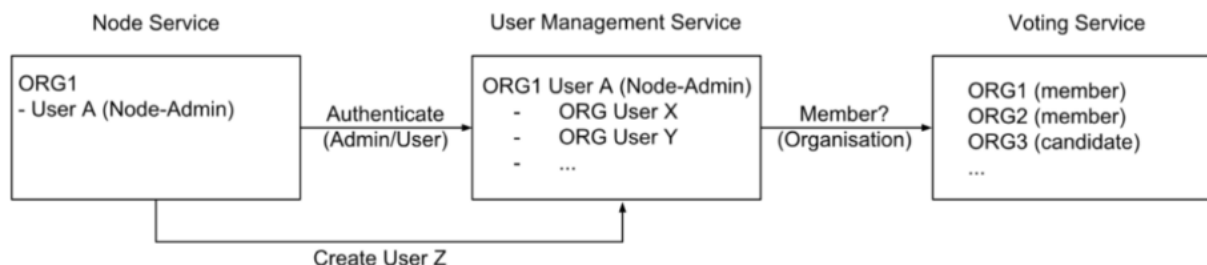 Node Service
User Management Service
Voting Service
ORG1
- User A (Node-Admin)
Authenticate
(Admin/User)
ORG1 User A (Node-Admin)
- ORG User X
- ORG User Y
- ...
Member?
(Organisation)
ORG1 (member)
ORG2 (member)
ORG3 (candidate)
...
Create User Z